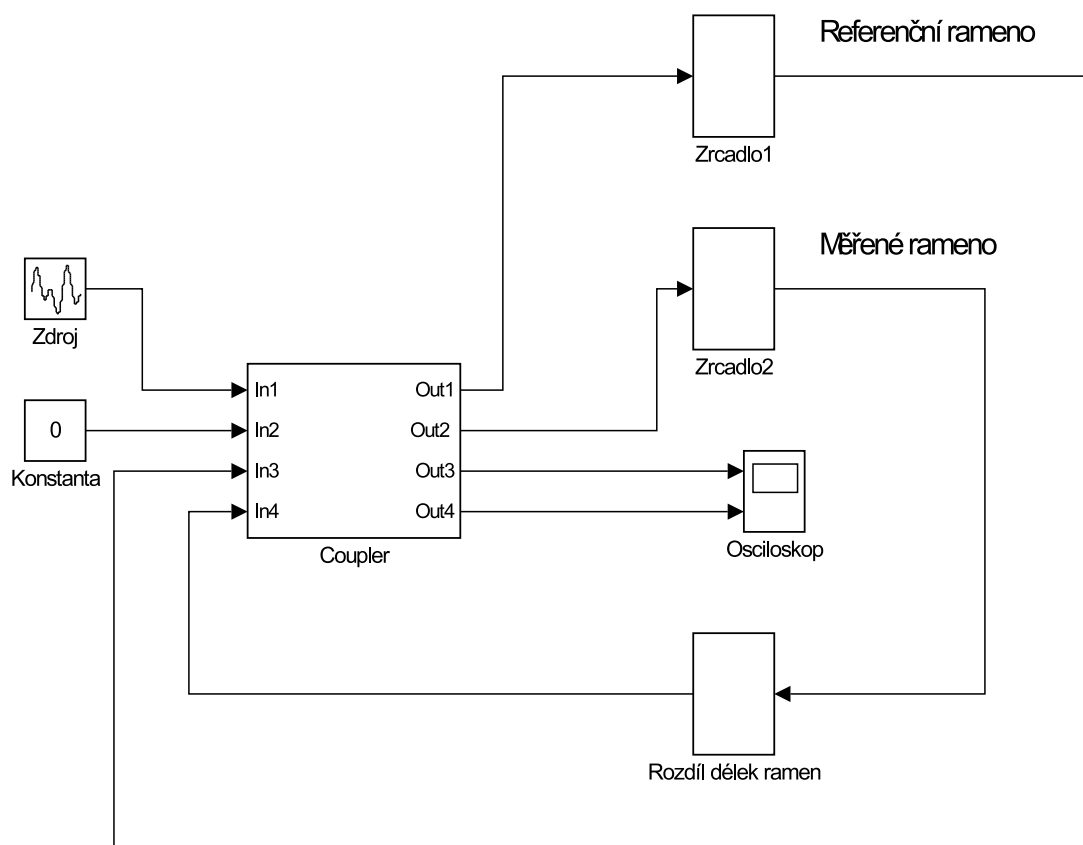 Referenční rameno
Zrcadlo1
Měřené rameno
Zdroj
Zrcadlo2
In1
Out1
0
In2
Out2
Konstanta
In3
Out3
In4
Out4
Coupler
Osciloskop
Rozdíl délek ramen